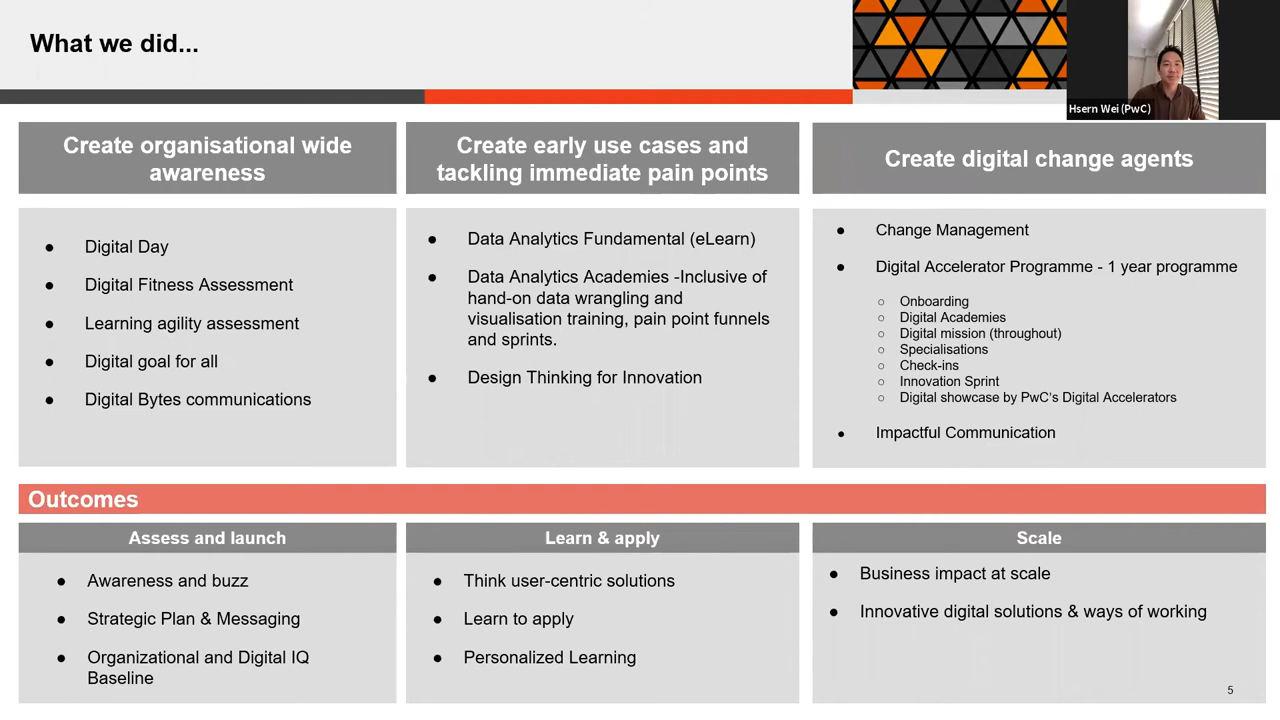 What we did...
Hsern Wei (PwC)
Create organisational wide
awareness
Create early use cases and
tackling immediate pain points
Create digital change agents
● Digital Day
● Digital Fitness Assessment
● Learning agility assessment
● Digital goal for all
● Digital Bytes communications
● Data Analytics Fundamental (eLearn)
● Data Analytics Academies -Inclusive of
hand-on data wrangling and
visualisation training, pain point funnels
and sprints.
● Design Thinking for Innovation
● Change Management
● Digital Accelerator Programme - 1 year programme
○ Onboarding
○ Digital Academies
○ Digital mission (throughout)
○ Specialisations
○ Check-ins
○ Innovation Sprint
○ Digital showcase by PwC's Digital Accelerators
● Impactful Communication
Outcomes
Assess and launch
● Awareness and buzz
● Strategic Plan & Messaging
● Organizational and Digital IQ
Baseline
Learn & apply
● Think user-centric solutions
● Learn to apply
● Personalized Learning
Scale
● Business impact at scale
● Innovative digital solutions & ways of working
5